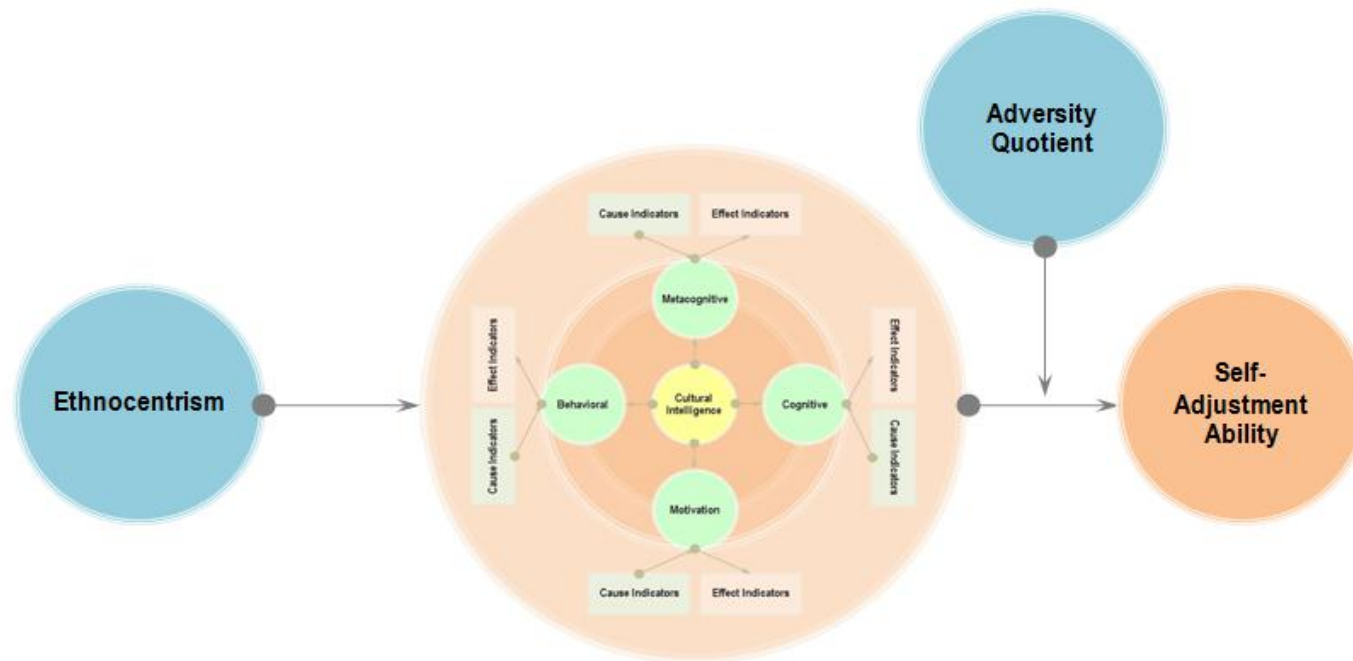 Adversity
Quotient
Cause Indicators
Effect Indicators
Metacognitive
Effect Indicators
Effect Indicators
Ethnocentrism
Behavioral
Cultural
Intelligence
Cognitive
Self-
Adjustment
Ability
Cause Indicators
Cause Indicators
Motivation
Cause Indicators
Effect Indicators